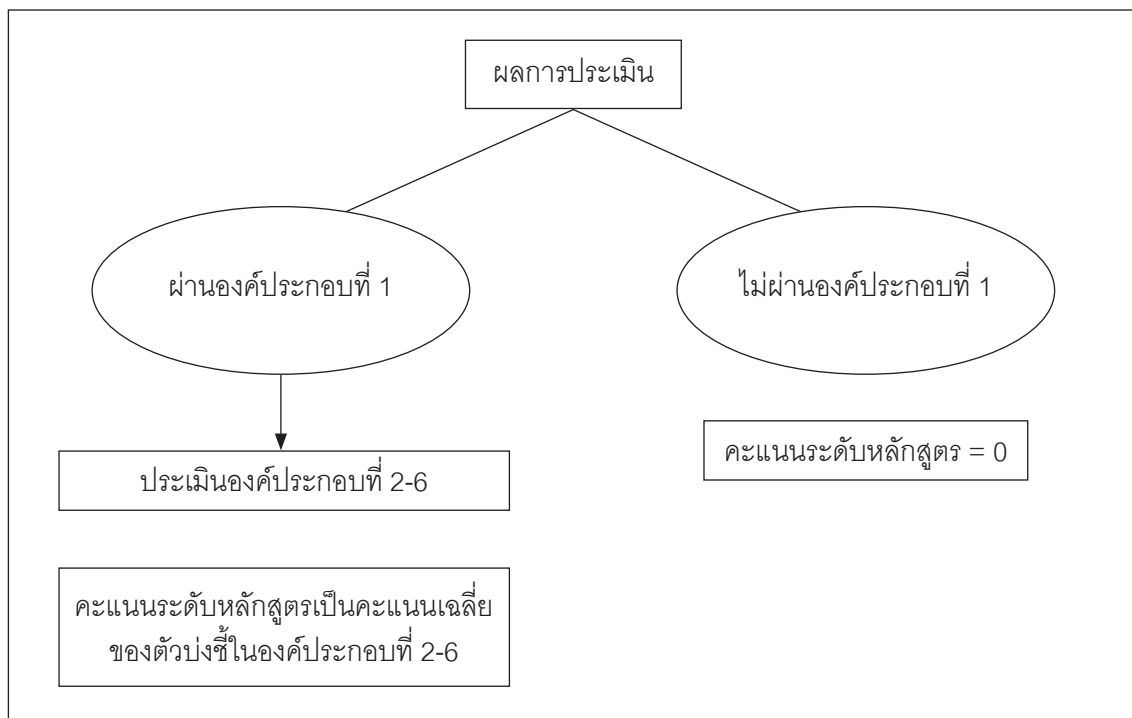 ผลการประเมิน
ผ่านองค์ประกอบที่ 1
ไม่ผ่านองค์ประกอบที่ 1
ประเมินองค์ประกอบที่ 2-6
คะแนนระดับหลักสูตร = 0
คะแนนระดับหลักสูตรเป็นคะแนนเฉลี่ย
ของตัวบ่งชี้ในองค์ประกอบที่ 2-6